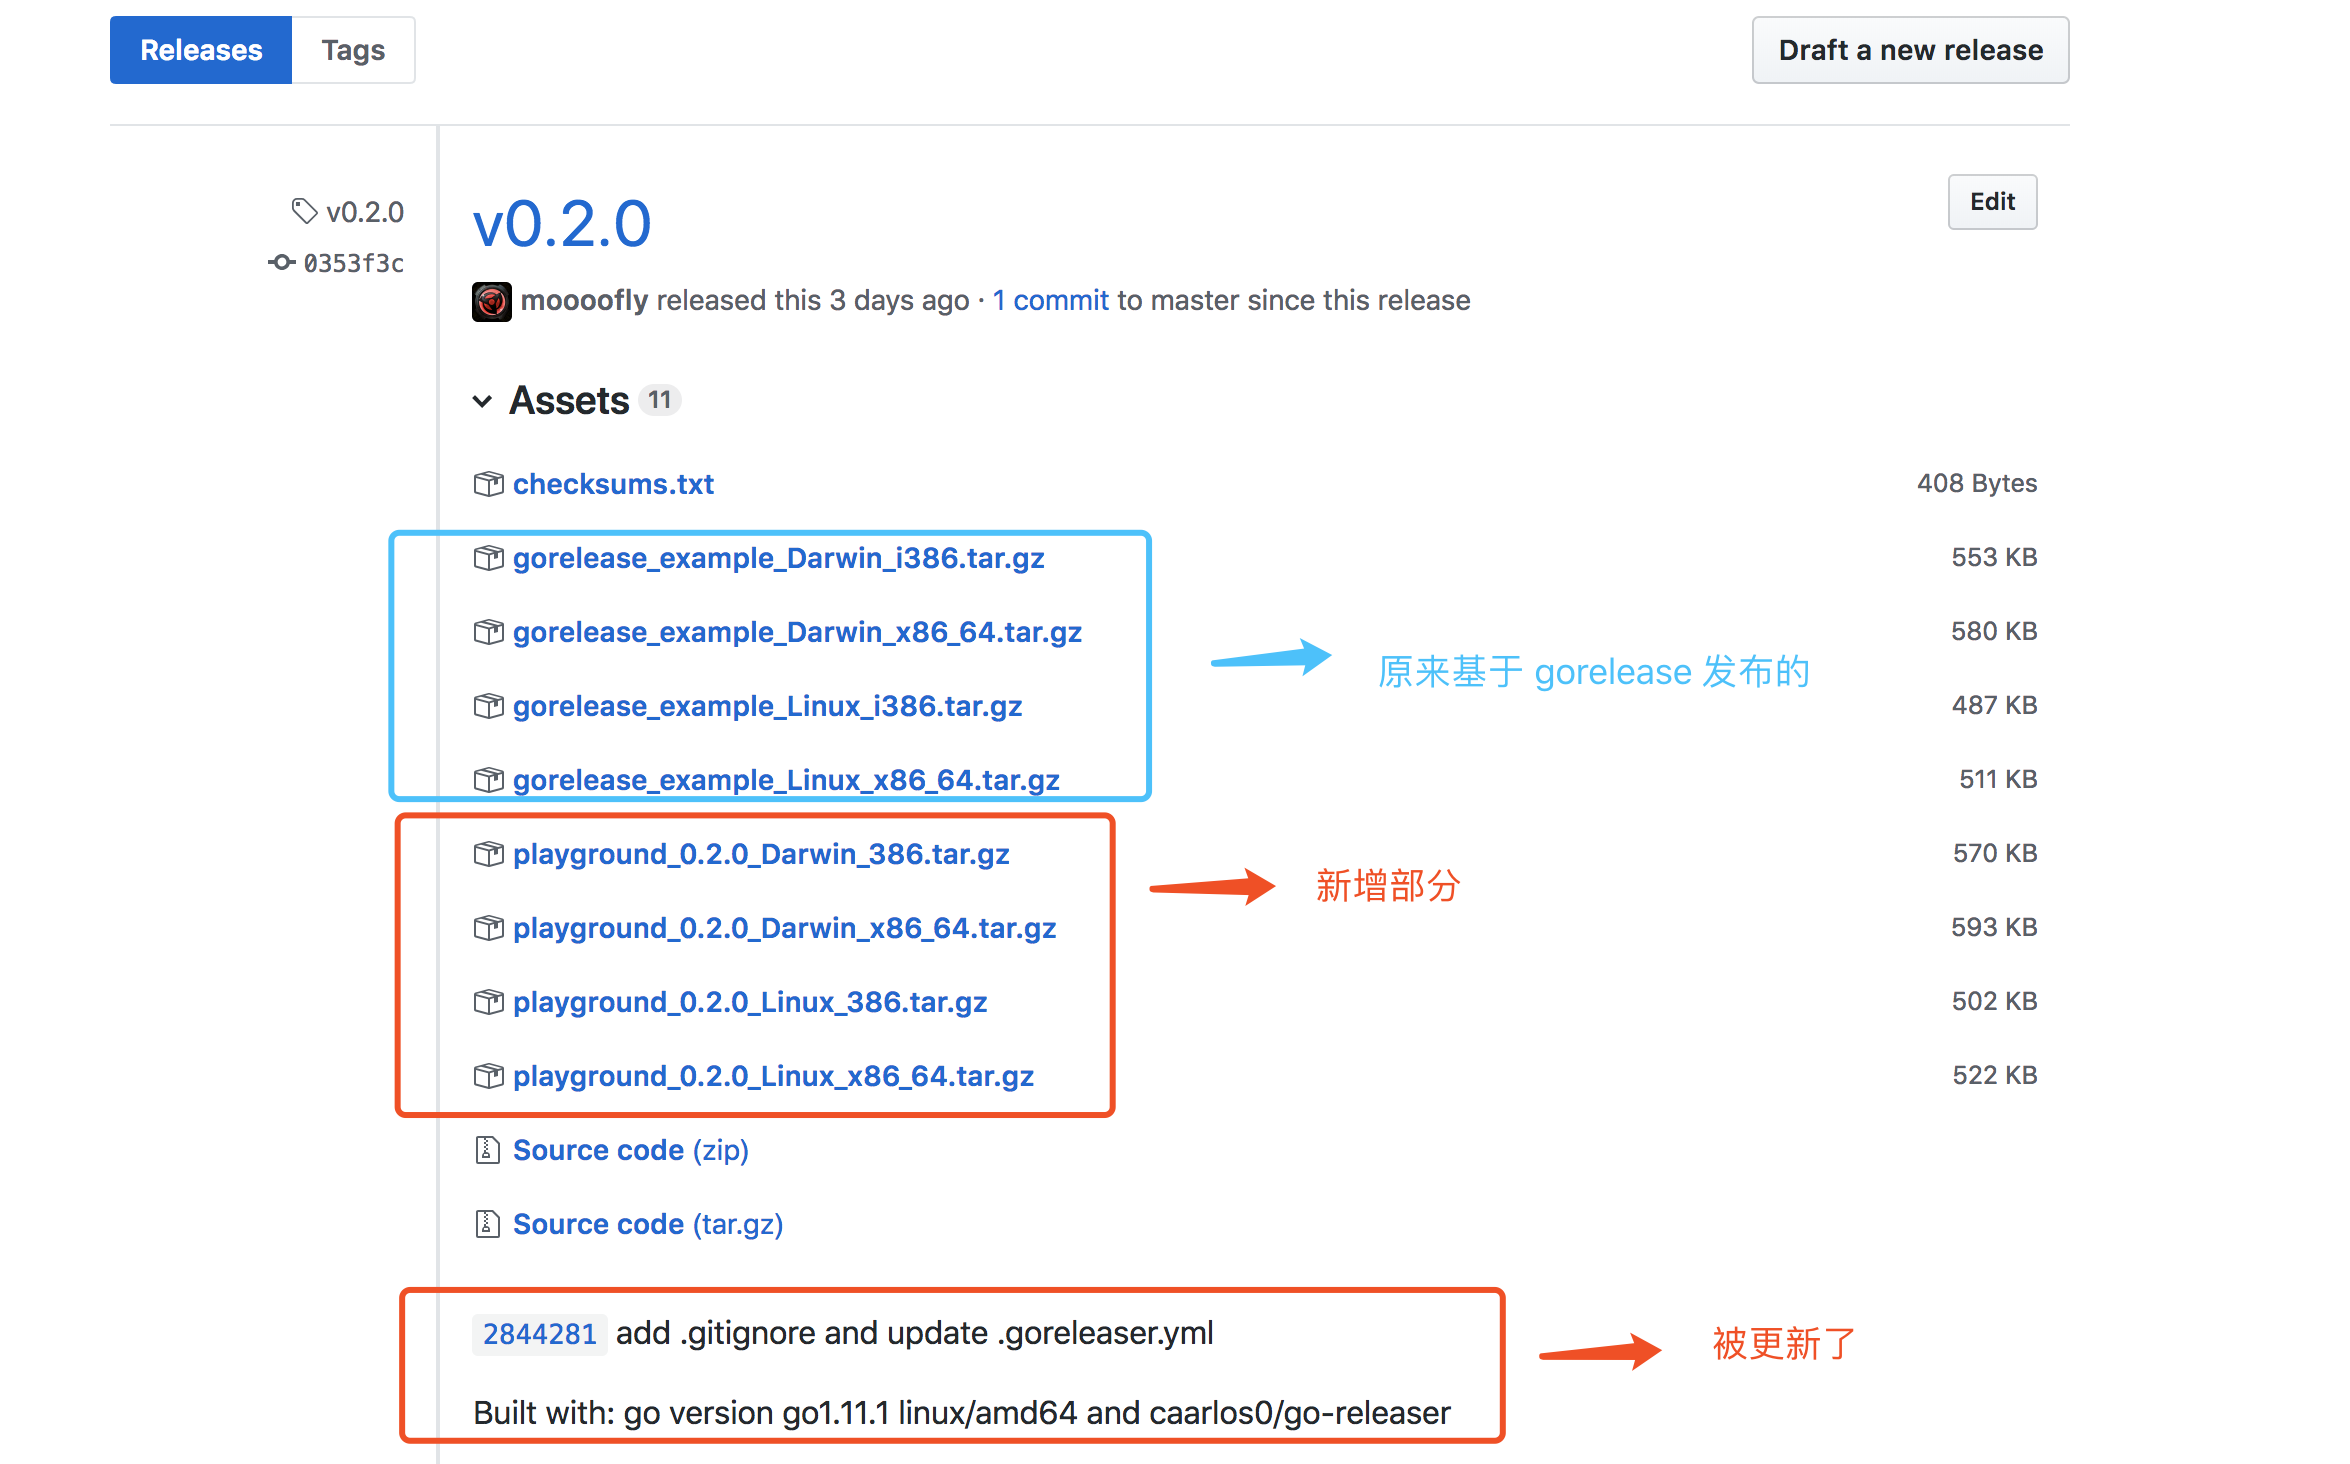 Releases Tags Draft a new release
v0.2.0
0353f3c
v0.2.0 Edit
moooofly released this 3 days ago · 1 commit to master since this release
Assets 11
checksums.txt 408 Bytes
gorelease_example_Darwin_i386.tar.gz 553 KB
gorelease_example_Darwin_x86_64.tar.gz 580 KB
原来基于 gorelease 发布的
gorelease_example_Linux_i386.tar.gz 487 KB
gorelease_example_Linux_x86_64.tar.gz 511 KB
playground_0.2.0_Darwin_386.tar.gz 570 KB
新增部分
playground_0.2.0_Darwin_x86_64.tar.gz 593 KB
playground_0.2.0_Linux_386.tar.gz 502 KB
playground_0.2.0_Linux_x86_64.tar.gz 522 KB
Source code (zip)
Source code (tar.gz)
2844281 add .gitignore and update .goreleaser.yml
被更新了
Built with: go version go1.11.1 linux/amd64 and caarlos0/go-releaser